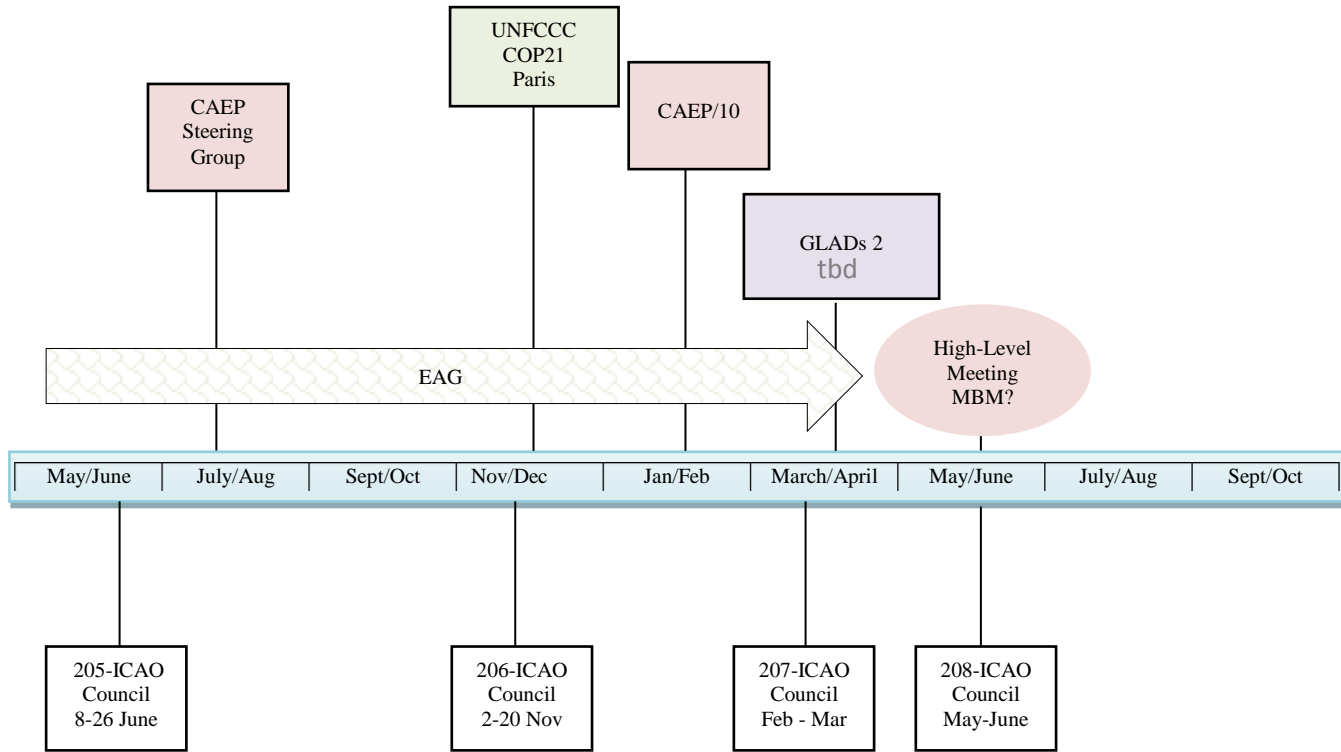 UNFCCC
COP21
Paris
CAEP
Steering
Group
CAEP/10
GLADs 2
tbd
High-Level
Meeting
MBM?
EAG
May/June
July/Aug
Sept/Oct
Nov/Dec
Jan/Feb
March/April
May/June
July/Aug
Sept/Oct
205-ICAO
Council
8-26 June
206-ICAO
Council
2-20 Nov
207-ICAO
Council
Feb - Mar
208-ICAO
Council
May-June